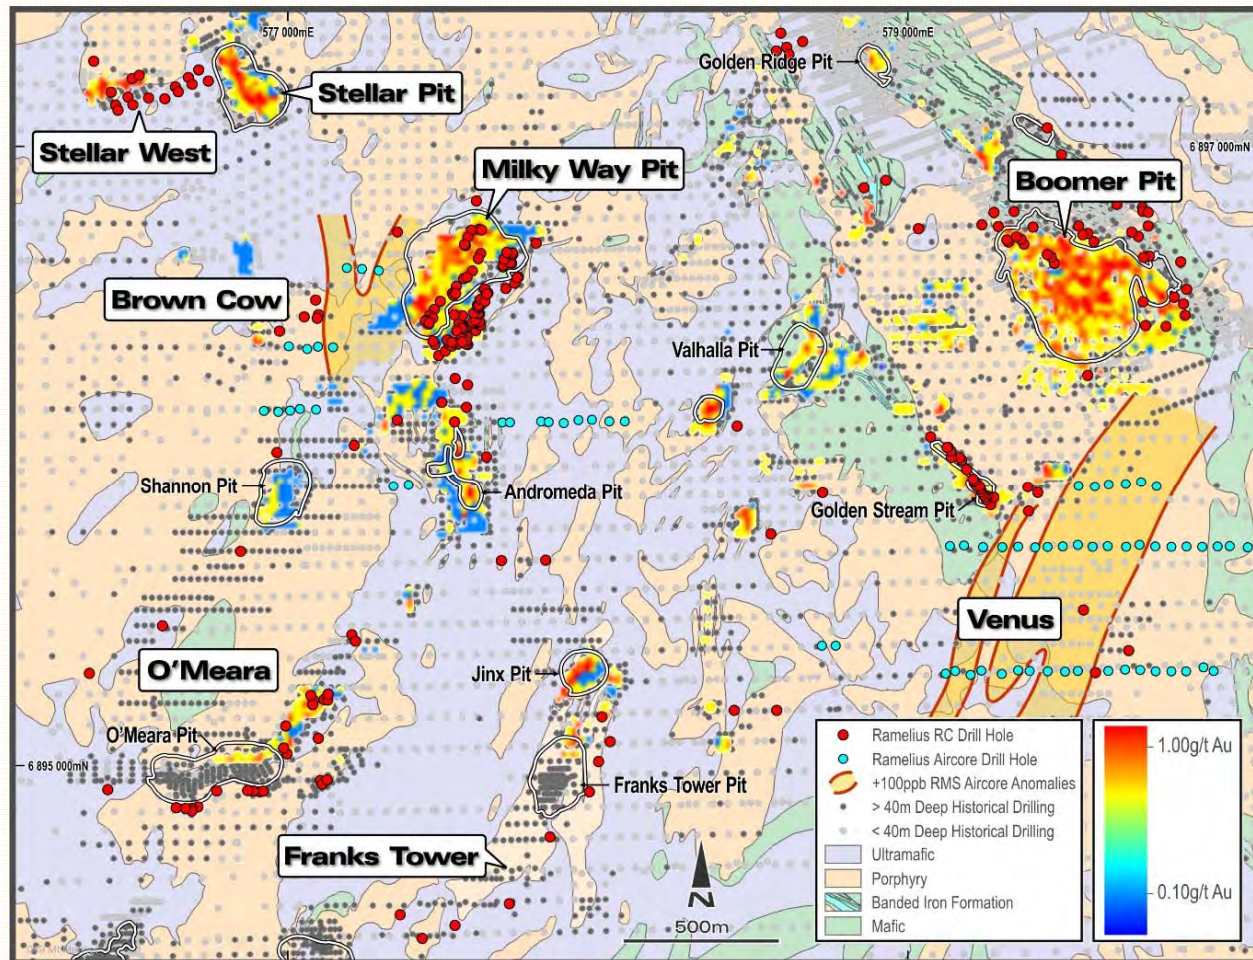 577 000mE
579 000mE
Golden Ridge Pit
Stellar Pit
Stellar West
6 897 000mN
Milky Way Pit
Boomer Pit
Brown Cow
Valhalla Pit
Shannon Pit
Andromeda Pit
Golden Stream Pit
Venus
O'Meara
Jinx Pit
O'Meara Pit
6 895 000mN
Franks Tower Pit
Franks Tower
N
500m
Ramelius RC Drill Hole
Ramelius Aircore Drill Hole
+100ppb RMS Aircore Anomalies
> 40m Deep Historical Drilling
< 40m Deep Historical Drilling
Ultramafic
Porphyry
Banded Iron Formation
Mafic
1.00g/t Au
0.10g/t Au